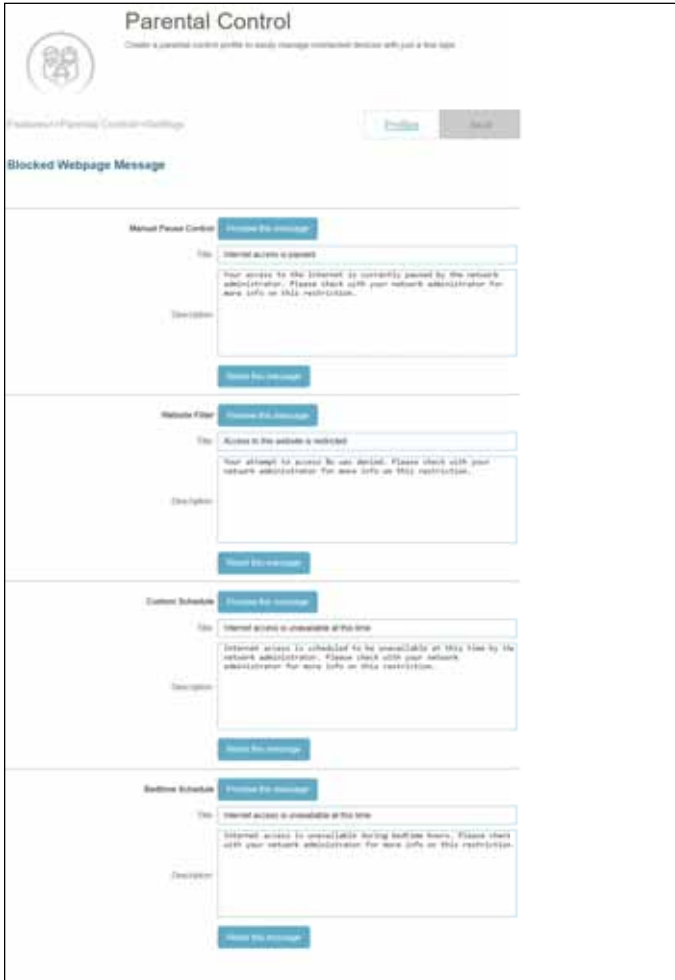 Parental Control
Create a parental control profile to easily manage connected devices with just a few taps.
Features>>Parental Control>>Settings
Profiles
Save
Blocked Webpage Message
Manual Pause Control
Preview this message
Title
Internet access is paused
Your access to the Internet is currently paused by the network
administrator. Please check with your network administrator for
more info on this restriction.
Description
Reset this message
Website Filter
Preview this message
Title
Access to this website is restricted
Your attempt to access %s was denied. Please check with your
network administrator for more info on this restriction.
Description
Reset this message
Custom Schedule
Preview this message
Title
Internet access is unavailable at this time
Internet access is scheduled to be unavailable at this time by the
network administrator. Please check with your network
administrator for more info on this restriction.
Description
Reset this message
Bedtime Schedule
Preview this message
Title
Internet access is unavailable at this time
Internet access is unavailable during bedtime hours. Please check
with your network administrator for more info on this restriction.
Description
Reset this message